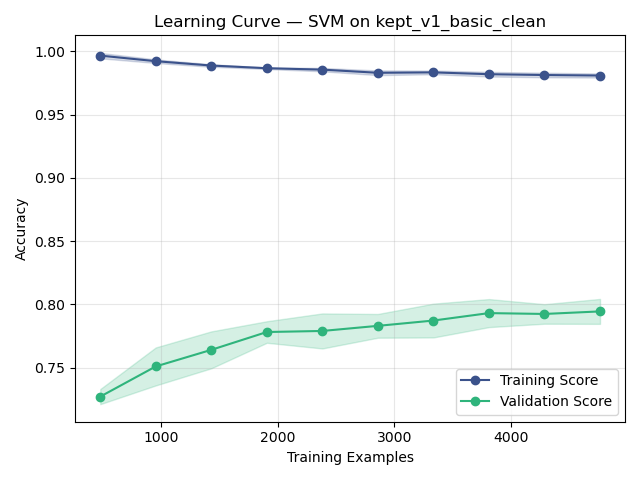 Learning Curve — SVM on kept_v1_basic_clean
1.00
0.95
0.90
0.85
0.80
0.75
Accuracy
1000
2000
3000
4000
Training Examples
Training Score
Validation Score